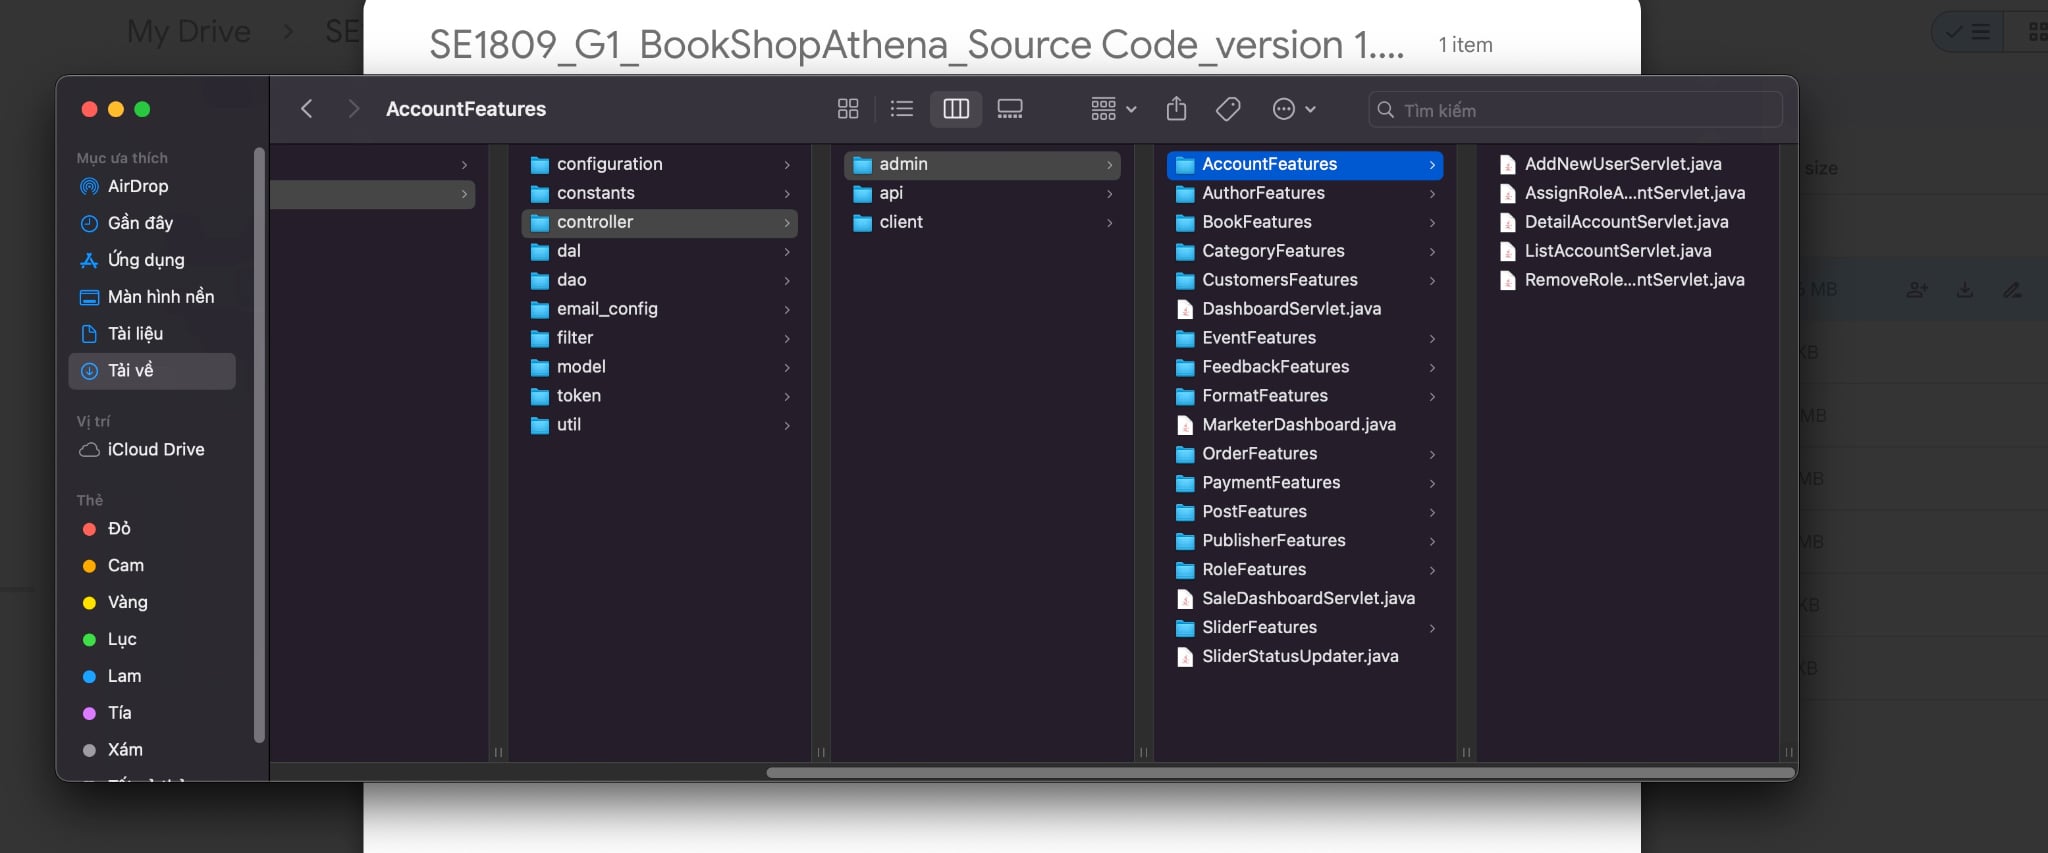 My Drive > SE
SE1809_G1_BookShopAthena_Source Code_version 1.... 1 item
AccountFeatures
Tìm kiếm
Mục ưa thích
AirDrop
Gần đây
Ứng dụng
Màn hình nền
Tài liệu
Tải về
Vị trí
iCloud Drive
Thẻ
Đỏ
Cam
Vàng
Lục
Lam
Tía
Xám
configuration
constants
controller
dal
dao
email_config
filter
model
token
util
admin
api
client
AccountFeatures
AuthorFeatures
BookFeatures
CategoryFeatures
CustomersFeatures
DashboardServlet.java
EventFeatures
FeedbackFeatures
FormatFeatures
MarketerDashboard.java
OrderFeatures
PaymentFeatures
PostFeatures
PublisherFeatures
RoleFeatures
SaleDashboardServlet.java
SliderFeatures
SliderStatusUpdater.java
AddNewUserServlet.java
AssignRoleA...ntServlet.java
DetailAccountServlet.java
ListAccountServlet.java
RemoveRole...ntServlet.java
size
MB
KB
MB
MB
MB
KB
KB